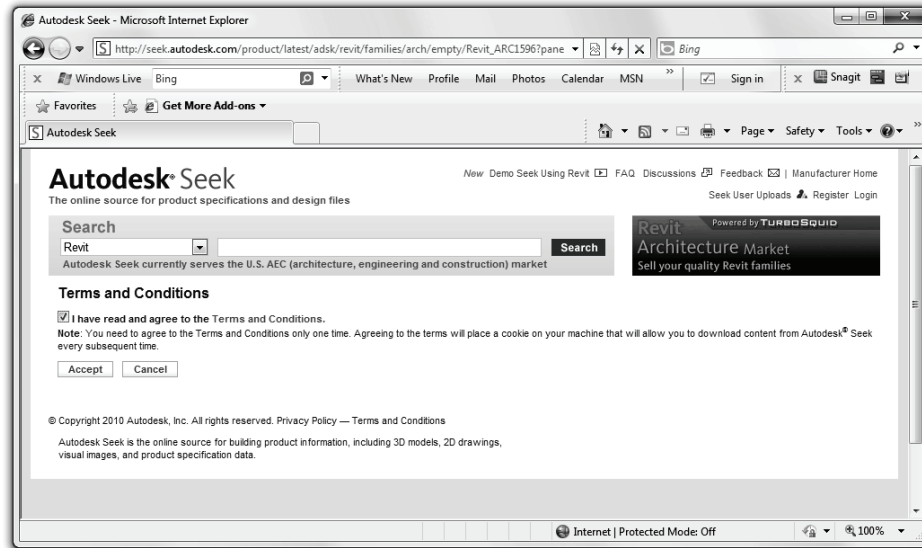 Autodesk Seek - Microsoft Internet Explorer
http://seek.autodesk.com/product/latest/adsk/revit/families/arch/empty/Revit_ARC1596?pane
Bing
x Windows Live Bing What's New Profile Mail Photos Calendar MSN » Sign in x Snagit
Favorites Get More Add-ons
Autodesk Seek Page Safety Tools »
Autodesk® Seek
The online source for product specifications and design files
New Demo Seek Using Revit FAQ Discussions Feedback | Manufacturer Home
Seek User Uploads Register Login
Search
Revit Search
Autodesk Seek currently serves the U.S. AEC (architecture, engineering and construction) market
Powered by TURBOSQUID
Revit
Architecture Market
Sell your quality Revit families
Terms and Conditions
I have read and agree to the Terms and Conditions.
Note: You need to agree to the Terms and Conditions only one time. Agreeing to the terms will place a cookie on your machine that will allow you to download content from Autodesk® Seek
every subsequent time.
Accept Cancel
© Copyright 2010 Autodesk, Inc. All rights reserved. Privacy Policy — Terms and Conditions
Autodesk Seek is the online source for building product information, including 3D models, 2D drawings,
visual images, and product specification data.
Internet | Protected Mode: Off 100%